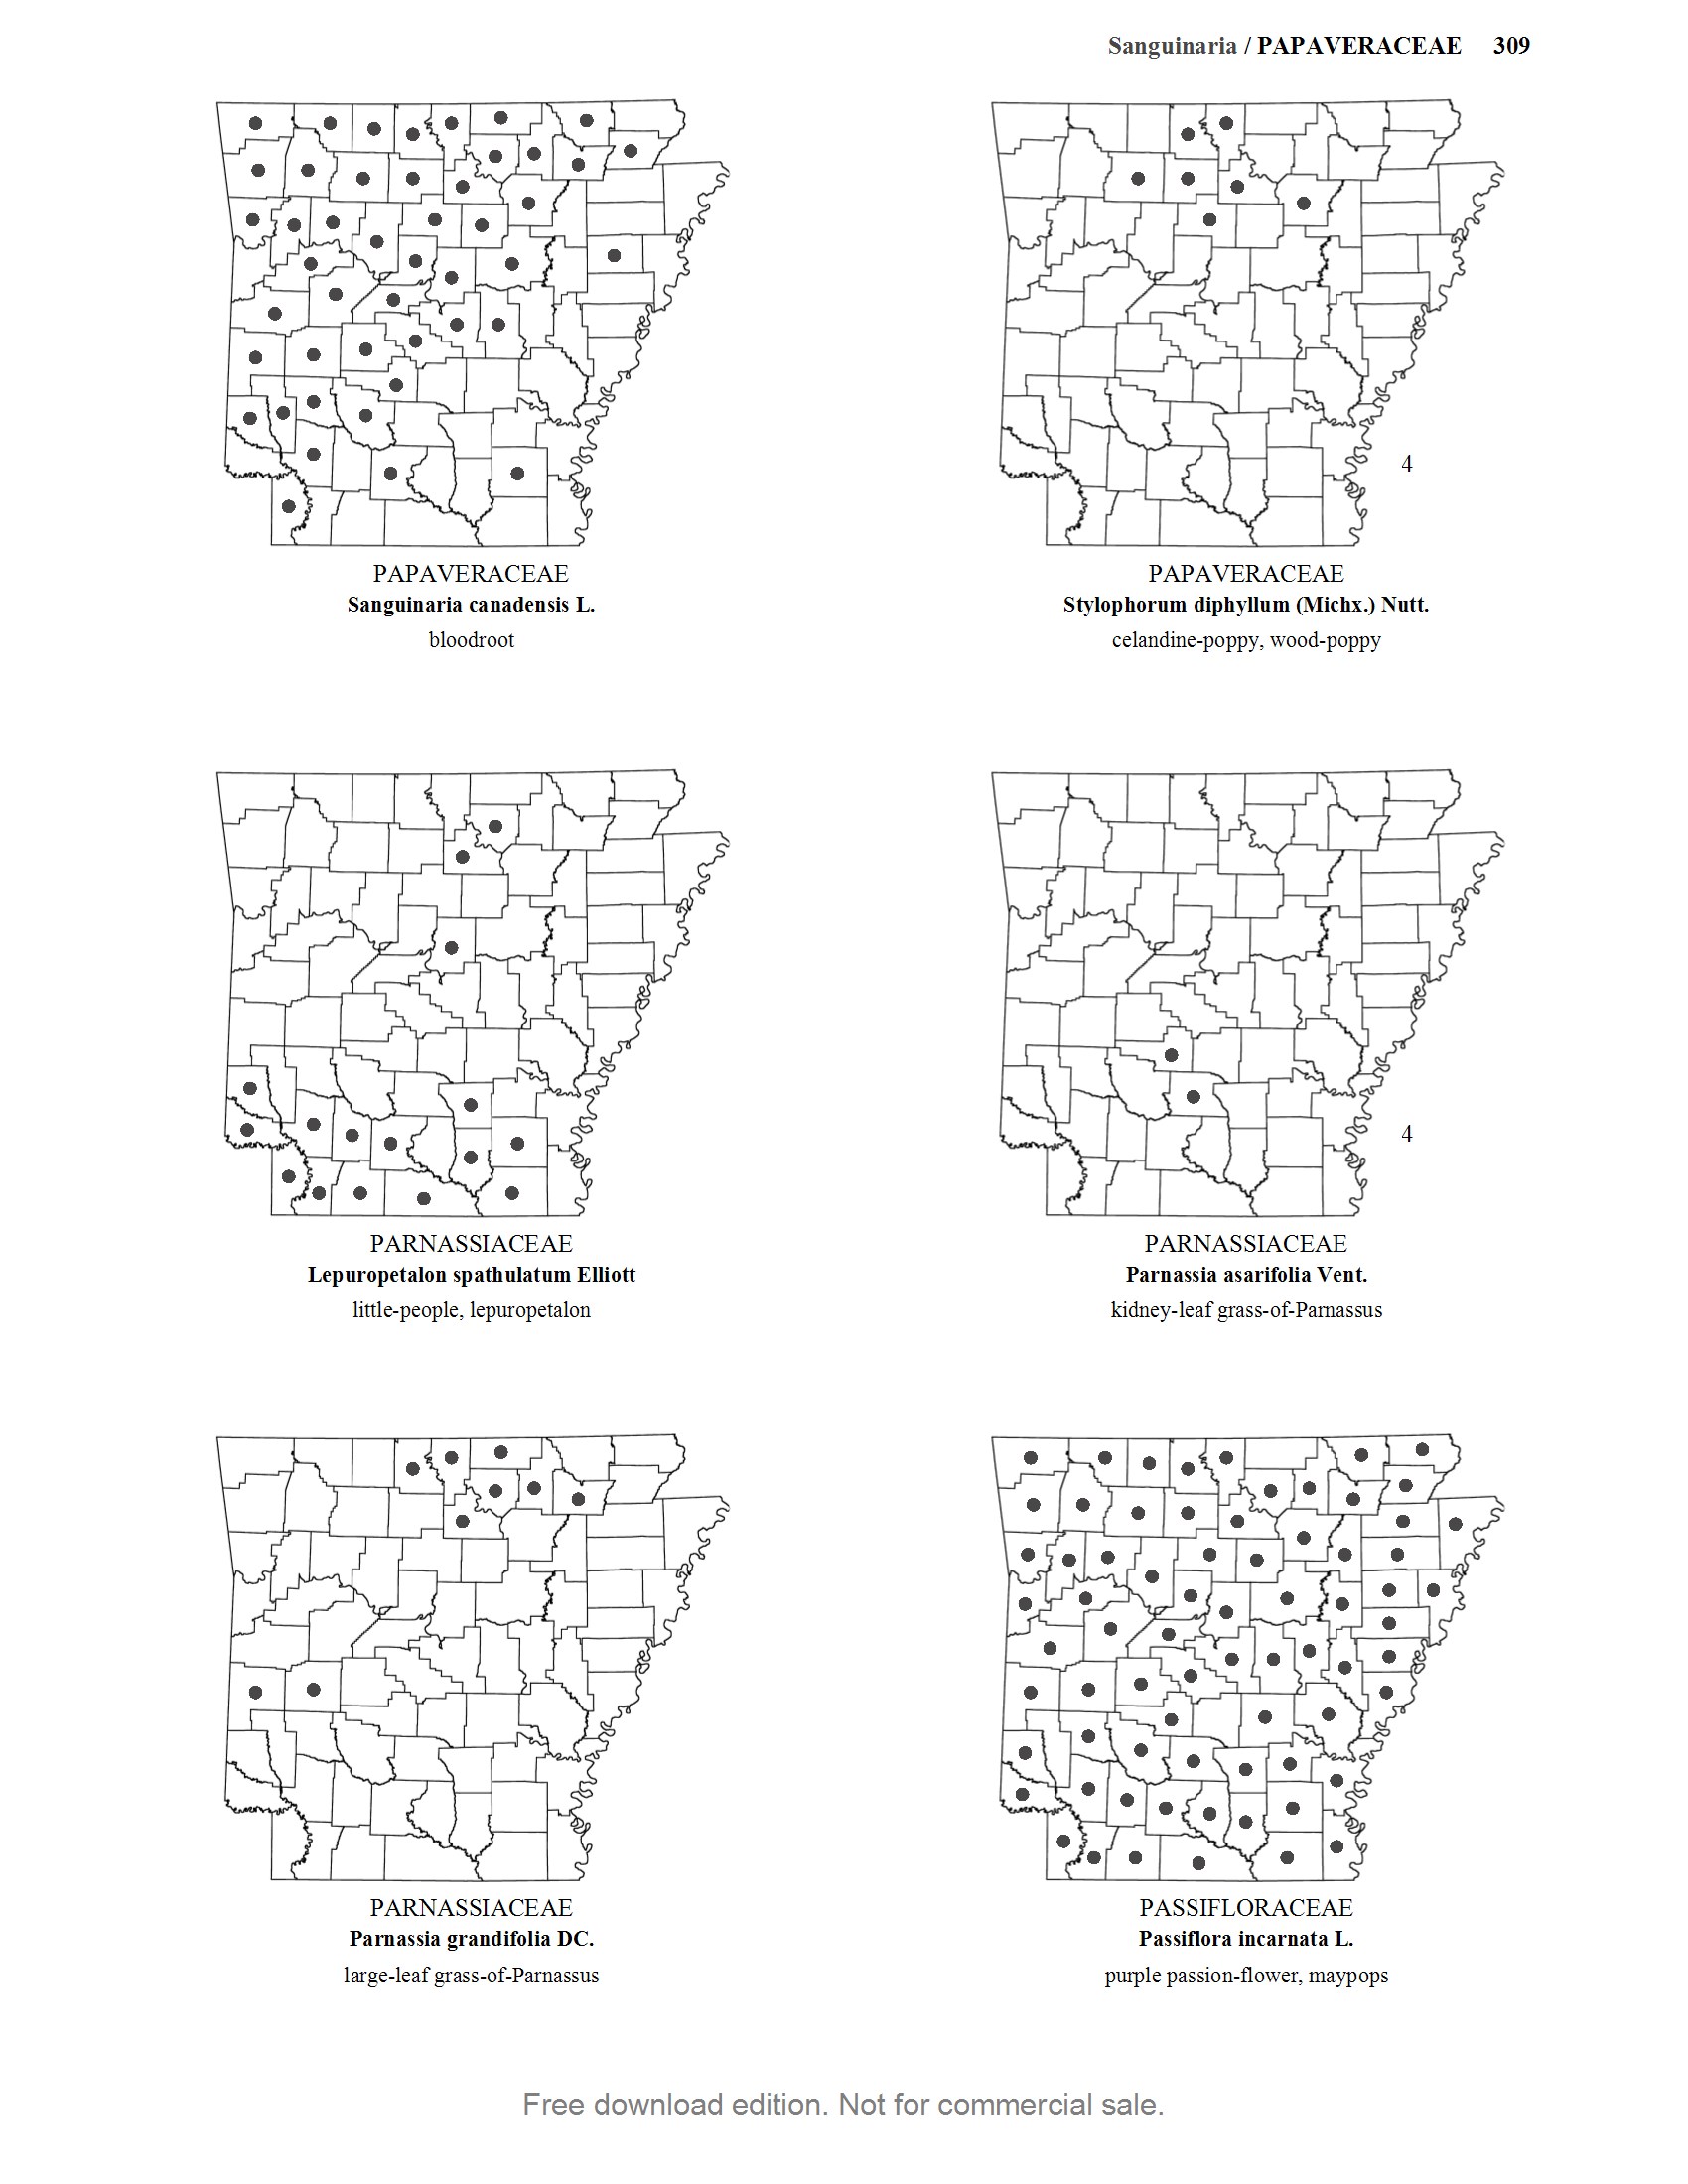 Sanguinaria / PAPAVERACEAE 309
PAPAVERACEAE
Sanguinaria canadensis L.
bloodroot
4
PAPAVERACEAE
Stylophorum diphyllum (Michx.) Nutt.
celandine-poppy, wood-poppy
PARNASSIACEAE
Lepuropetalon spathulatum Elliott
little-people, lepuropetalon
4
PARNASSIACEAE
Parnassia asarifolia Vent.
kidney-leaf grass-of-Parnassus
PARNASSIACEAE
Parnassia grandifolia DC.
large-leaf grass-of-Parnassus
PASSIFLORACEAE
Passiflora incarnata L.
purple passion-flower, maypops
Free download edition. Not for commercial sale.